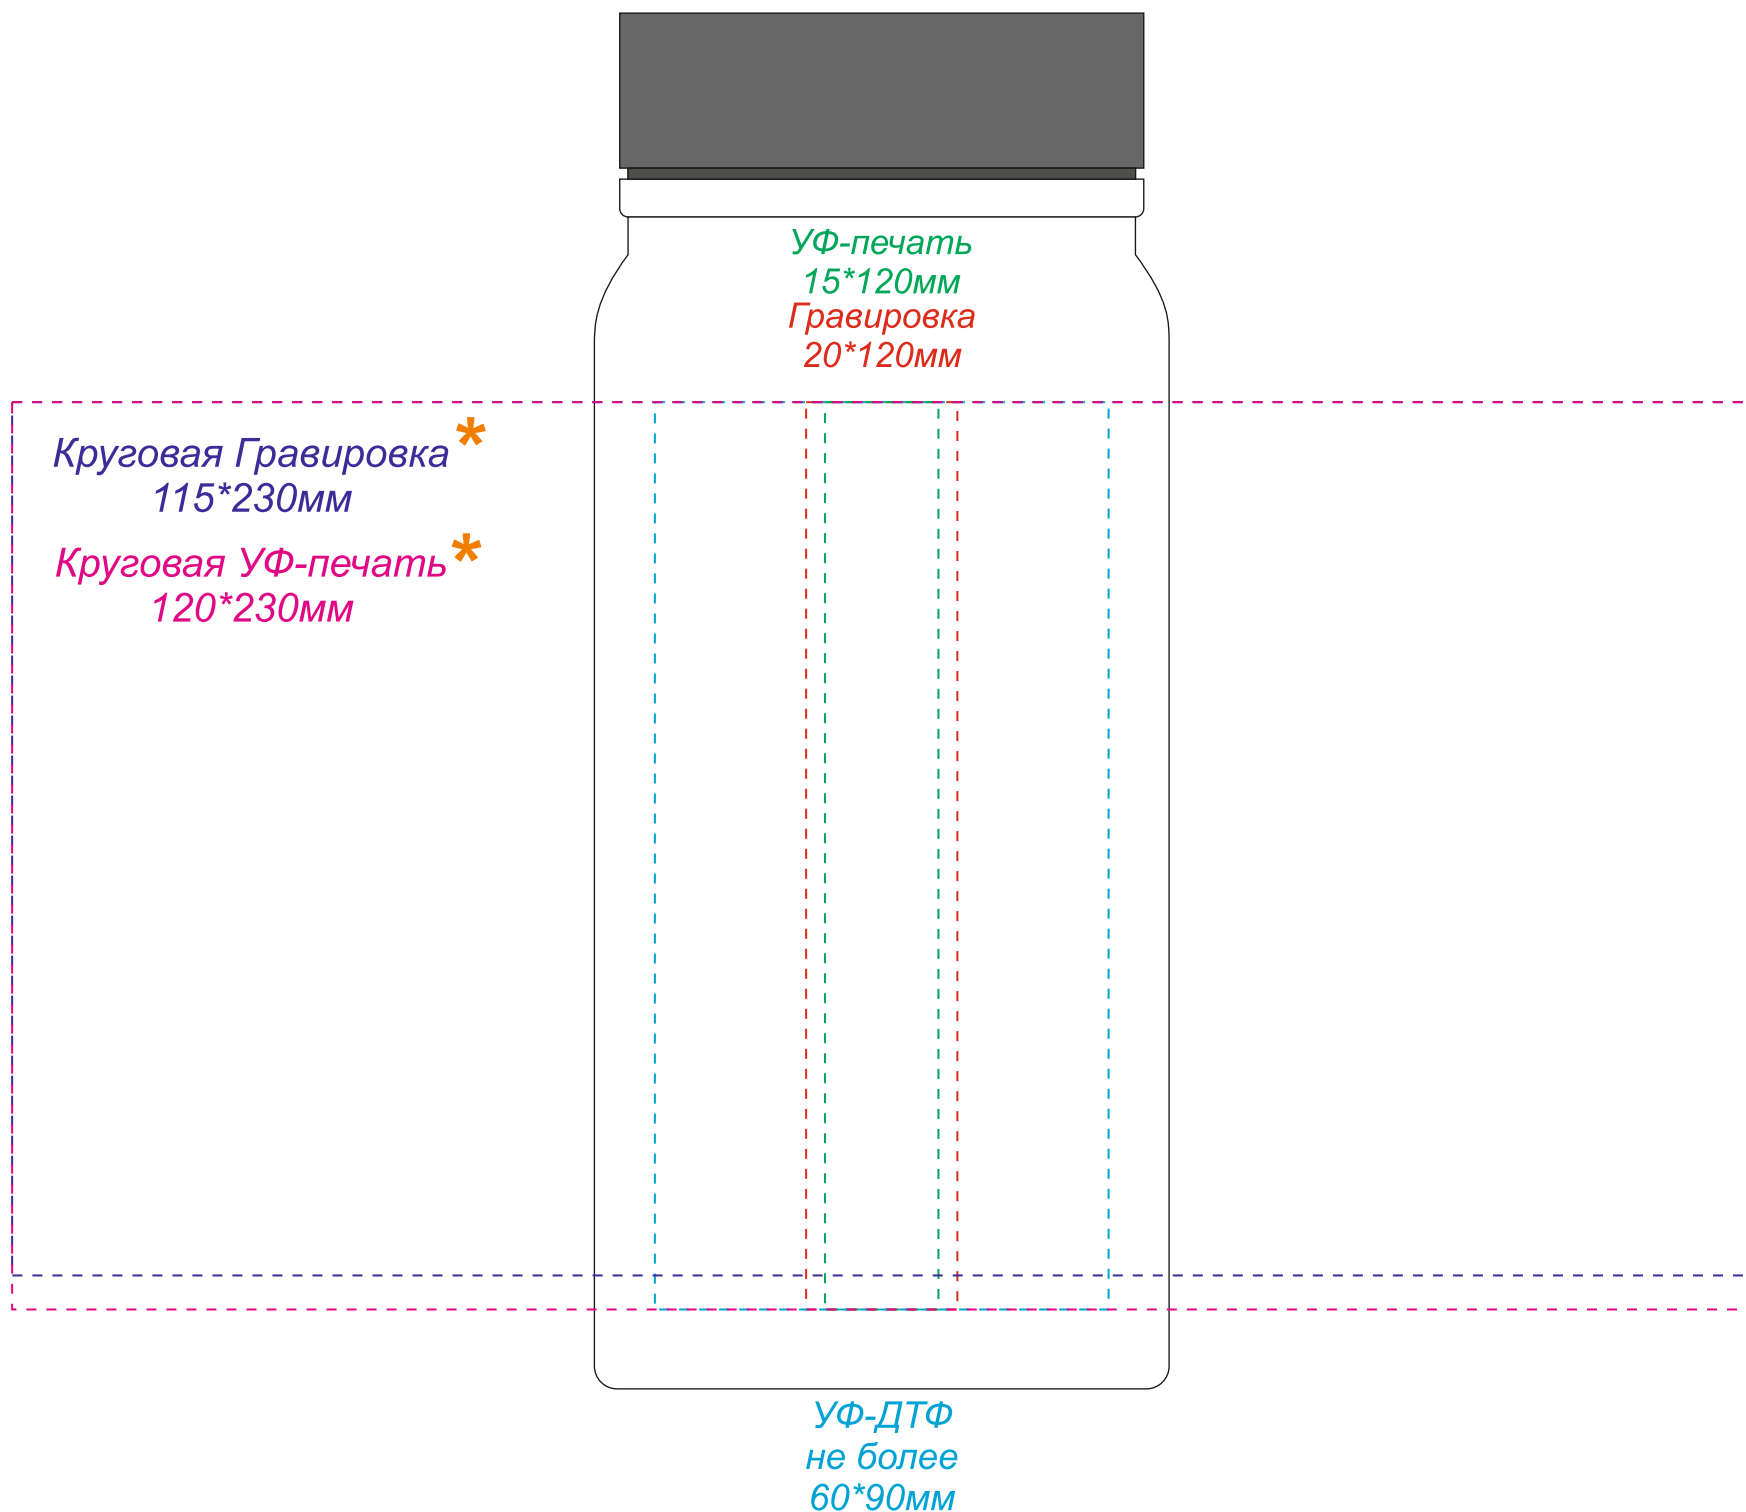 УФ-печать
15*120мм
Гравировка
20*120мм
Круговая Гравировка*
115*230мм
Круговая УФ-печать*
120*230мм
УФ-ДТФ
не более
60*90мм